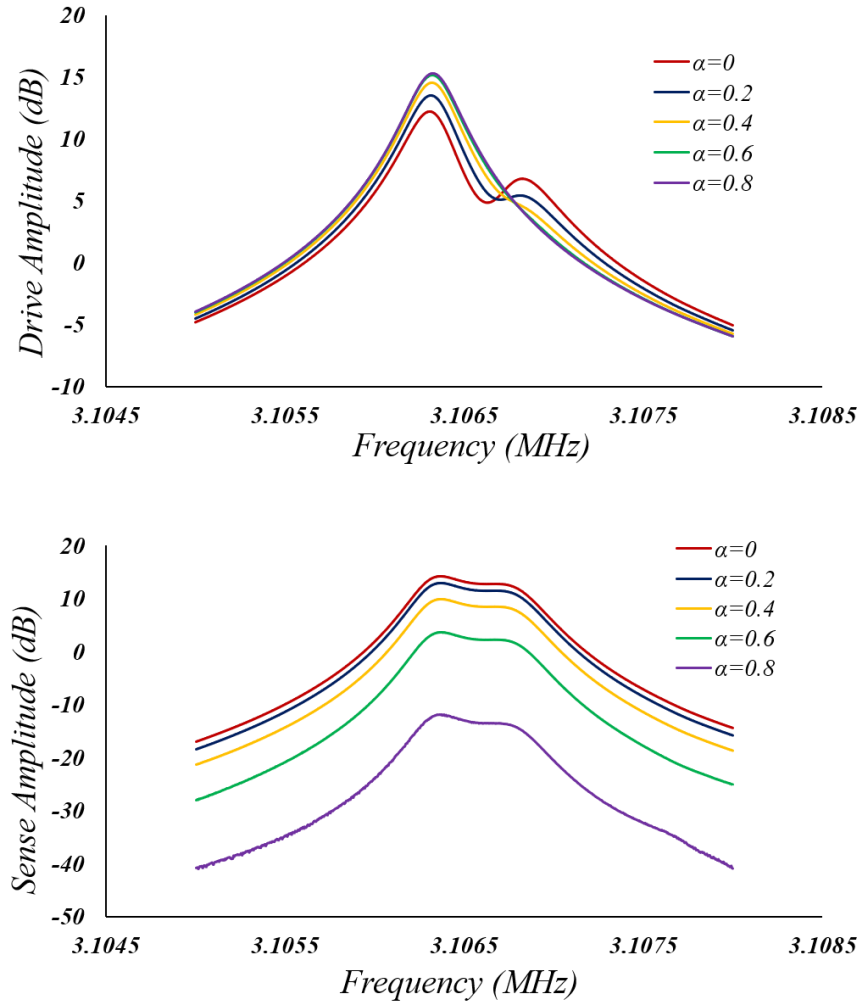 20
15
10
5
0
-5
-10
Drive Amplitude (dB)
α=0
α=0.2
α=0.4
α=0.6
α=0.8
3.1045 3.1055 3.1065 3.1075 3.1085
Frequency (MHz)
20
10
0
-10
-20
-30
-40
-50
Sense Amplitude (dB)
α=0
α=0.2
α=0.4
α=0.6
α=0.8
3.1045 3.1055 3.1065 3.1075 3.1085
Frequency (MHz)